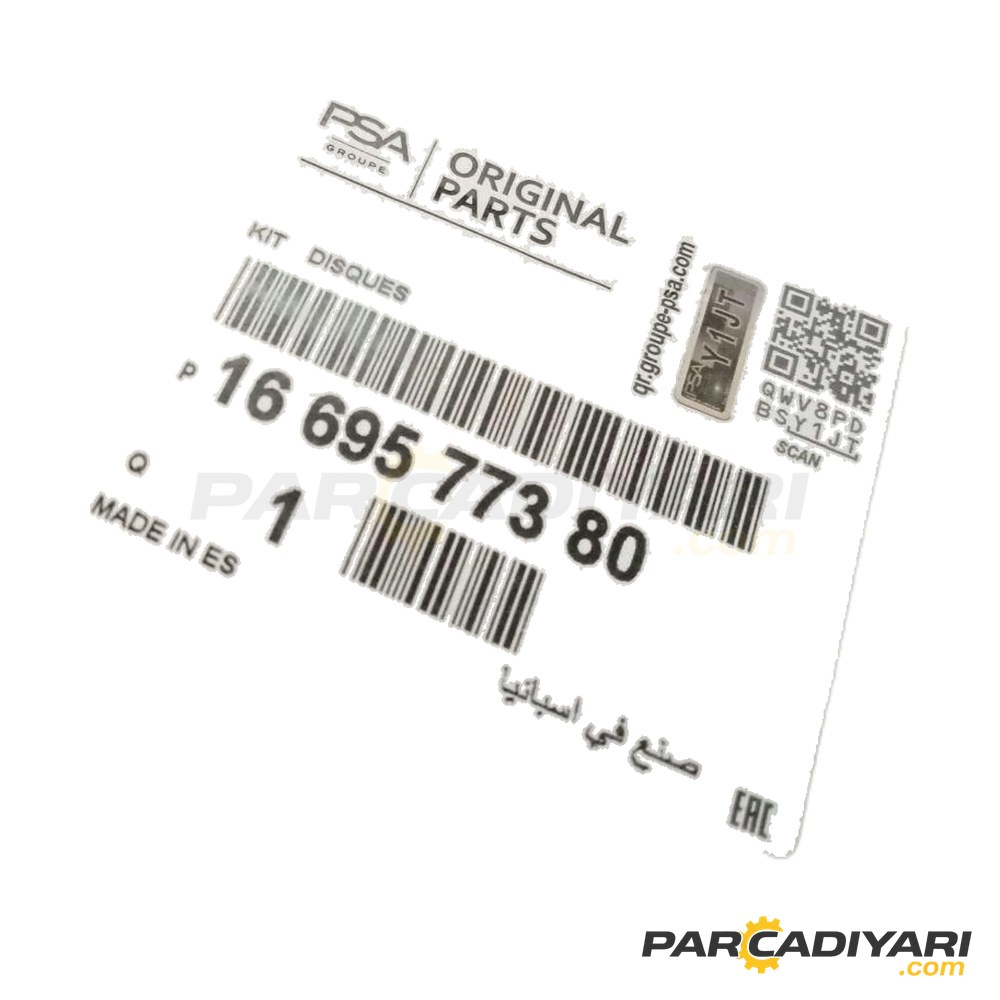 PSA
GROUPE
ORIGINAL
PARTS
KIT DISQUES
P 16 695 773 80
Q 1
MADE IN ES
qr.groupe-psa.com
PSA Y1JT
QWV8PD
BSY1JT
SCAN
صنع في اسبانيا
EAC
PARCADIYARI
.com
PARCADIYARI
.com